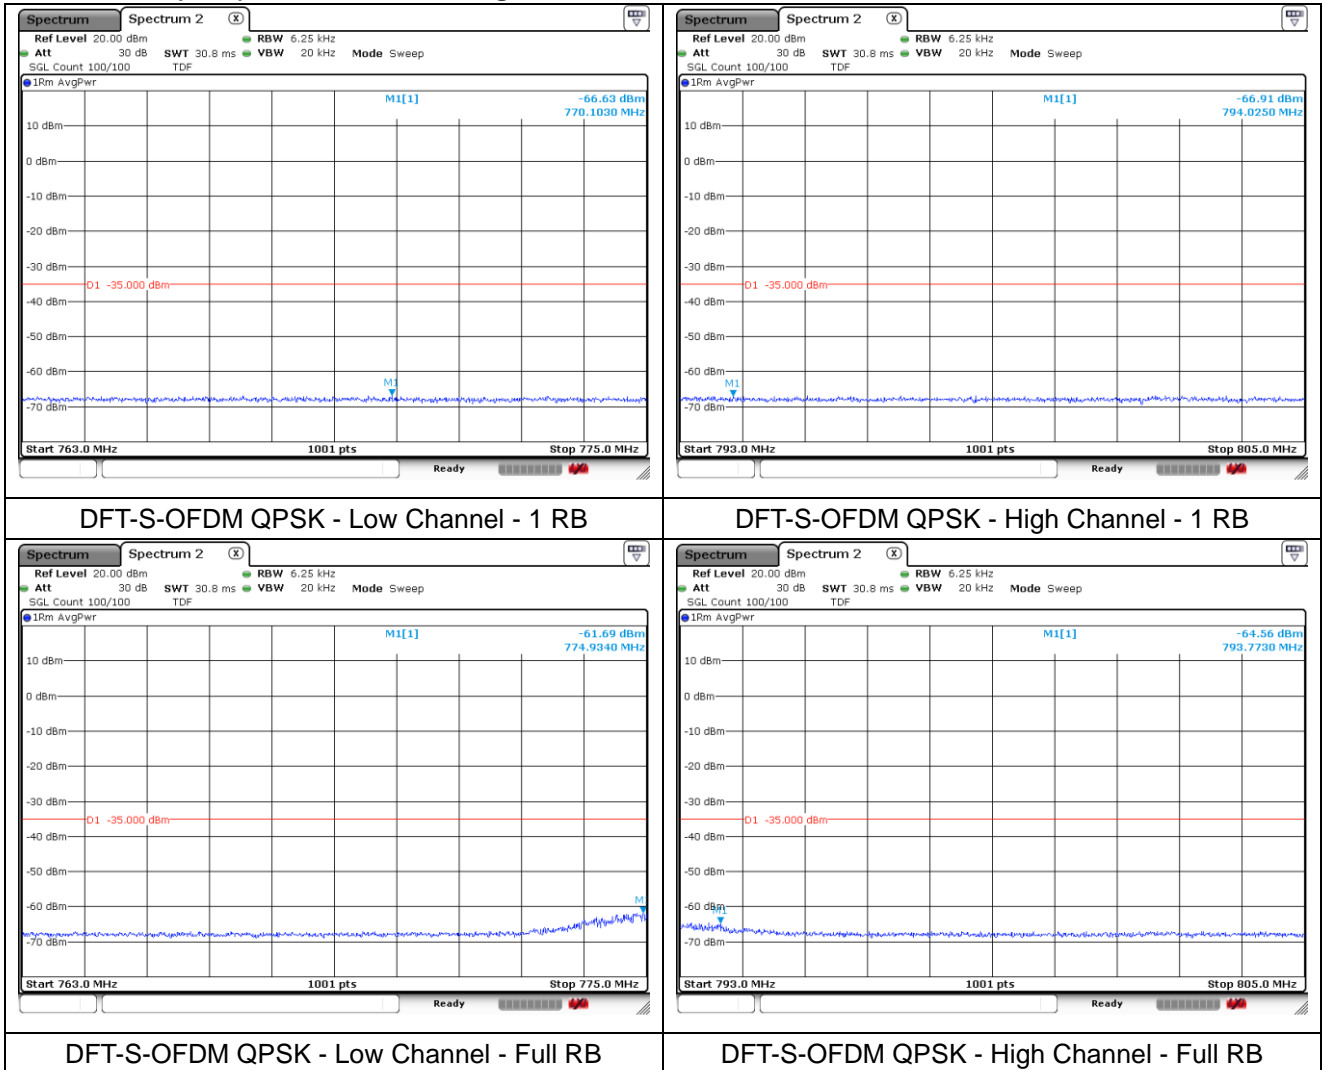 Spectrum Spectrum 2 X
Ref Level 20.00 dBm RBW 6.25 kHz
Att 30 dB SWT 30.8 ms VBW 20 kHz Mode Sweep
SGL Count 100/100 TDF
1Rm AvgPwr
M1[1] -66.63 dBm
770.1030 MHz
10 dBm
0 dBm
-10 dBm
-20 dBm
-30 dBm
D1 -35.000 dBm
-40 dBm
-50 dBm
-60 dBm
M1
-70 dBm
Start 763.0 MHz 1001 pts Stop 775.0 MHz
Ready
Spectrum Spectrum 2 X
Ref Level 20.00 dBm RBW 6.25 kHz
Att 30 dB SWT 30.8 ms VBW 20 kHz Mode Sweep
SGL Count 100/100 TDF
1Rm AvgPwr
M1[1] -66.91 dBm
794.0250 MHz
10 dBm
0 dBm
-10 dBm
-20 dBm
-30 dBm
D1 -35.000 dBm
-40 dBm
-50 dBm
-60 dBm
M1
-70 dBm
Start 793.0 MHz 1001 pts Stop 805.0 MHz
Ready
DFT-S-OFDM QPSK - Low Channel - 1 RB
DFT-S-OFDM QPSK - High Channel - 1 RB
Spectrum Spectrum 2 X
Ref Level 20.00 dBm RBW 6.25 kHz
Att 30 dB SWT 30.8 ms VBW 20 kHz Mode Sweep
SGL Count 100/100 TDF
1Rm AvgPwr
M1[1] -61.69 dBm
774.9340 MHz
10 dBm
0 dBm
-10 dBm
-20 dBm
-30 dBm
D1 -35.000 dBm
-40 dBm
-50 dBm
-60 dBm
M
-70 dBm
Start 763.0 MHz 1001 pts Stop 775.0 MHz
Ready
Spectrum Spectrum 2 X
Ref Level 20.00 dBm RBW 6.25 kHz
Att 30 dB SWT 30.8 ms VBW 20 kHz Mode Sweep
SGL Count 100/100 TDF
1Rm AvgPwr
M1[1] -64.56 dBm
793.7730 MHz
10 dBm
0 dBm
-10 dBm
-20 dBm
-30 dBm
D1 -35.000 dBm
-40 dBm
-50 dBm
-60 dBm
M1
-70 dBm
Start 793.0 MHz 1001 pts Stop 805.0 MHz
Ready
DFT-S-OFDM QPSK - Low Channel - Full RB
DFT-S-OFDM QPSK - High Channel - Full RB